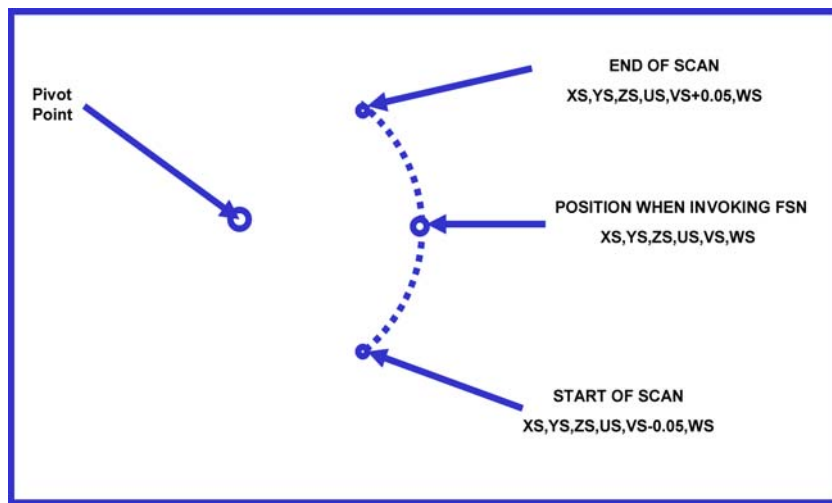 END OF SCAN
XS,YS,ZS,US,VS+0.05,WS
Pivot
Point
POSITION WHEN INVOKING FSN
XS,YS,ZS,US,VS,WS
START OF SCAN
XS,YS,ZS,US,VS-0.05,WS